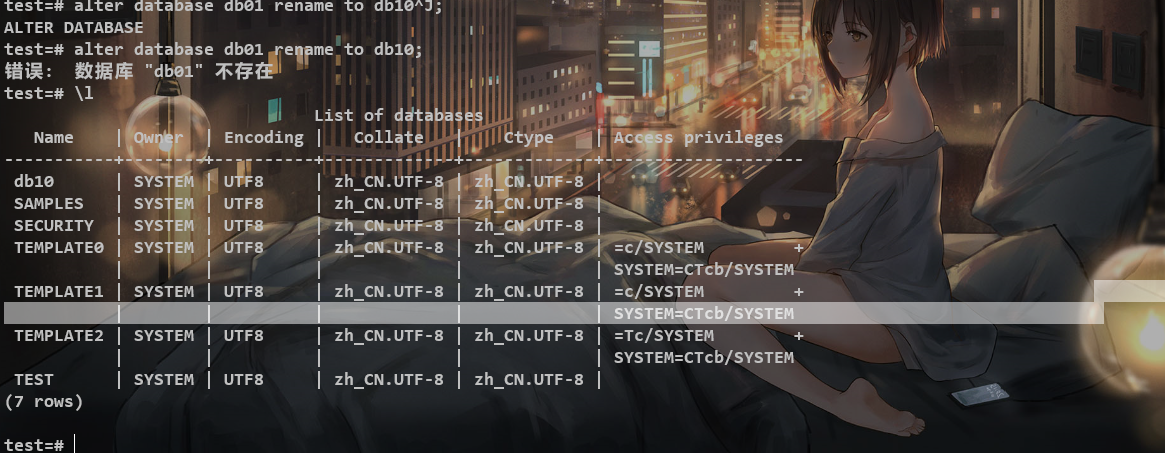 test=# alter database db01 rename to db10^J;
ALTER DATABASE
test=# alter database db01 rename to db10;
错误:  数据库 "db01" 不存在
test=# \l
                               List of databases
   Name    | Owner  | Encoding |   Collate   |    Ctype    | Access privileges
-----------+--------+----------+-------------+-------------+--------------------
 db10      | SYSTEM | UTF8     | zh_CN.UTF-8 | zh_CN.UTF-8 |
 SAMPLES   | SYSTEM | UTF8     | zh_CN.UTF-8 | zh_CN.UTF-8 |
 SECURITY  | SYSTEM | UTF8     | zh_CN.UTF-8 | zh_CN.UTF-8 |
 TEMPLATE0 | SYSTEM | UTF8     | zh_CN.UTF-8 | zh_CN.UTF-8 | =c/SYSTEM         +
           |        |          |             |             | SYSTEM=CTcb/SYSTEM
 TEMPLATE1 | SYSTEM | UTF8     | zh_CN.UTF-8 | zh_CN.UTF-8 | =c/SYSTEM         +
           |        |          |             |             | SYSTEM=CTcb/SYSTEM
 TEMPLATE2 | SYSTEM | UTF8     | zh_CN.UTF-8 | zh_CN.UTF-8 | =Tc/SYSTEM        +
           |        |          |             |             | SYSTEM=CTcb/SYSTEM
 TEST      | SYSTEM | UTF8     | zh_CN.UTF-8 | zh_CN.UTF-8 |
(7 rows)
test=#